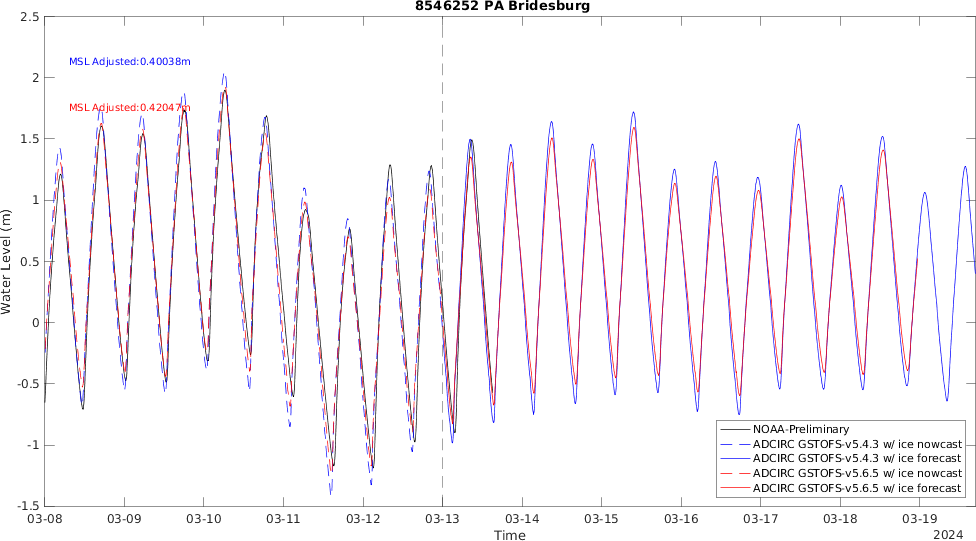 8546252 PA Bridesburg
2.5
2
1.5
1
0.5
0
-0.5
-1
-1.5
Water Level (m)
MSL Adjusted:0.40038m
MSL Adjusted:0.42047m
NOAA-Preliminary
ADCIRC GSTOFS-v5.4.3 w/ ice nowcast
ADCIRC GSTOFS-v5.4.3 w/ ice forecast
ADCIRC GSTOFS-v5.6.5 w/ ice nowcast
ADCIRC GSTOFS-v5.6.5 w/ ice forecast
03-08 03-09 03-10 03-11 03-12 03-13 03-14 03-15 03-16 03-17 03-18 03-19
Time
2024